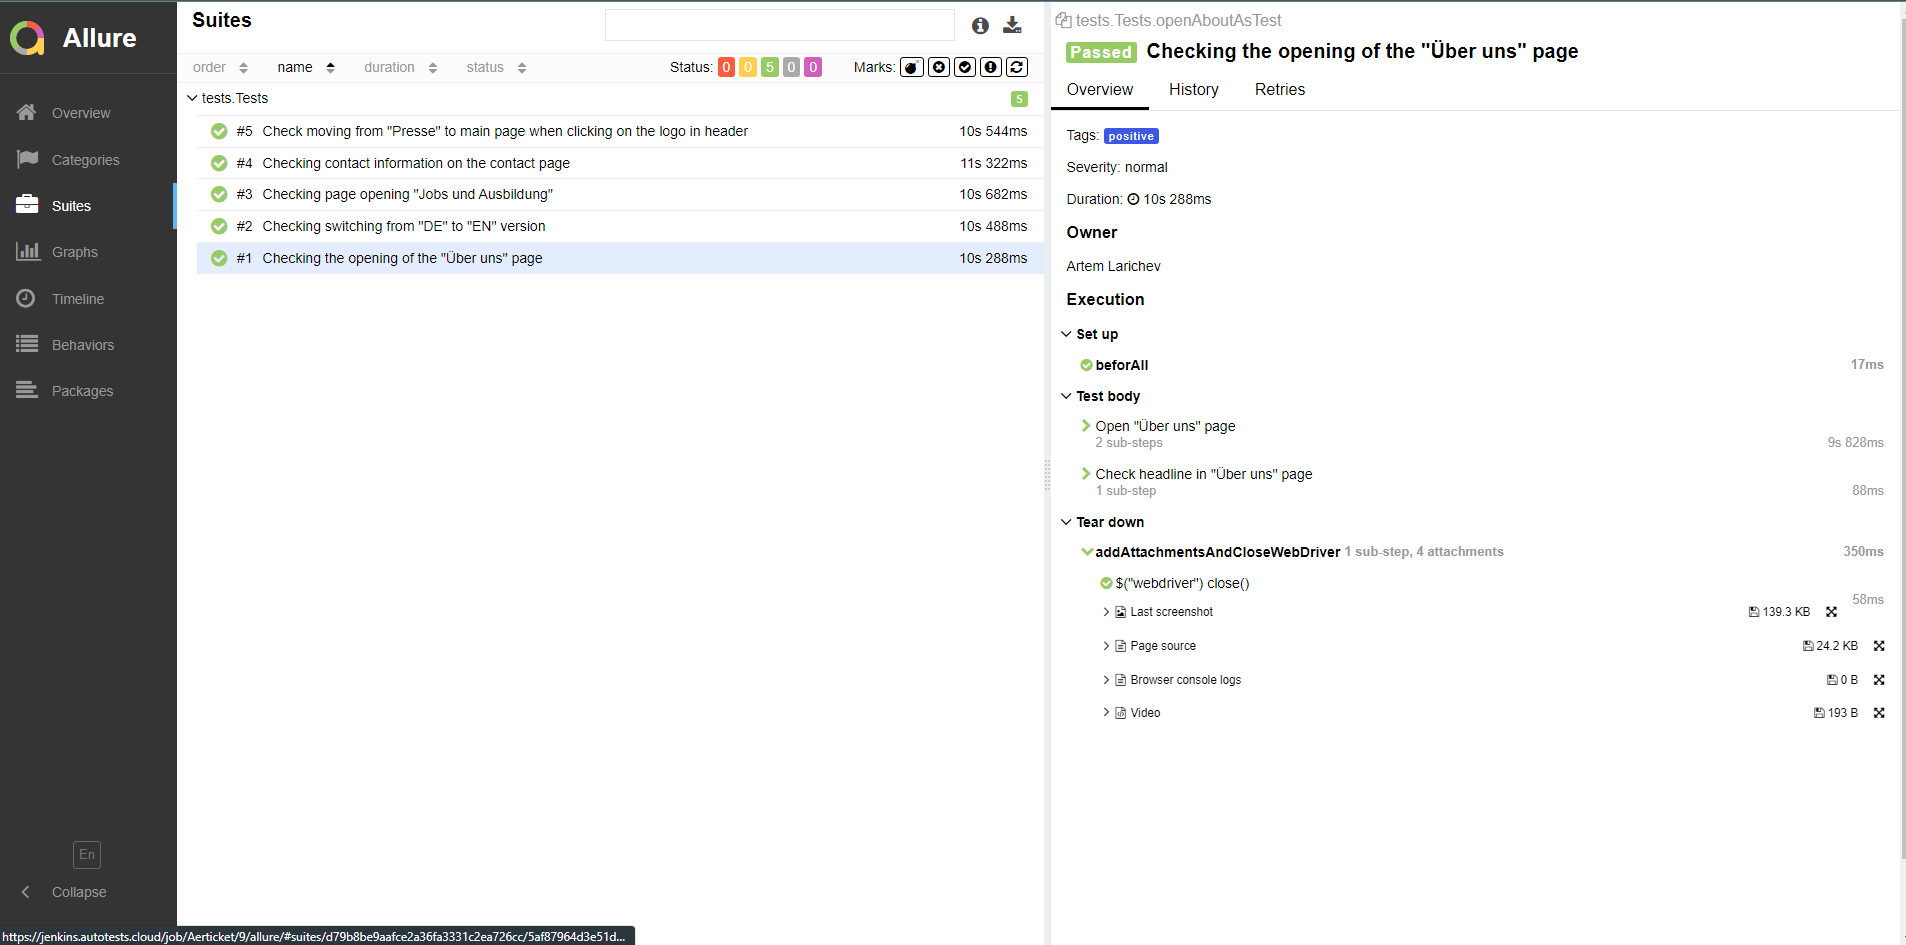 Allure
Overview
Categories
Suites
Graphs
Timeline
Behaviors
Packages
En
Collapse
Suites
order name duration status Status: 0 0 5 0 0 Marks:
tests.Tests 5
#5 Check moving from "Presse" to main page when clicking on the logo in header 10s 544ms
#4 Checking contact information on the contact page 11s 322ms
#3 Checking page opening "Jobs und Ausbildung" 10s 682ms
#2 Checking switching from "DE" to "EN" version 10s 488ms
#1 Checking the opening of the "Über uns" page 10s 288ms
tests.Tests.openAboutAsTest
Passed Checking the opening of the "Über uns" page
Overview History Retries
Tags: positive
Severity: normal
Duration: 10s 288ms
Owner
Artem Larichev
Execution
Set up
beforAll 17ms
Test body
Open "Über uns" page
2 sub-steps 9s 828ms
Check headline in "Über uns" page
1 sub-step 88ms
Tear down
addAttachmentsAndCloseWebDriver 1 sub-step, 4 attachments 350ms
$("webdriver") close()
58ms
Last screenshot 139.3 KB
Page source 24.2 KB
Browser console logs 0 B
Video 193 B
https://jenkins.autotests.cloud/job/Aerticket/9/allure/#suites/d79b8be9aafce2a36fa3331c2ea726cc/5af87964d3e51d...